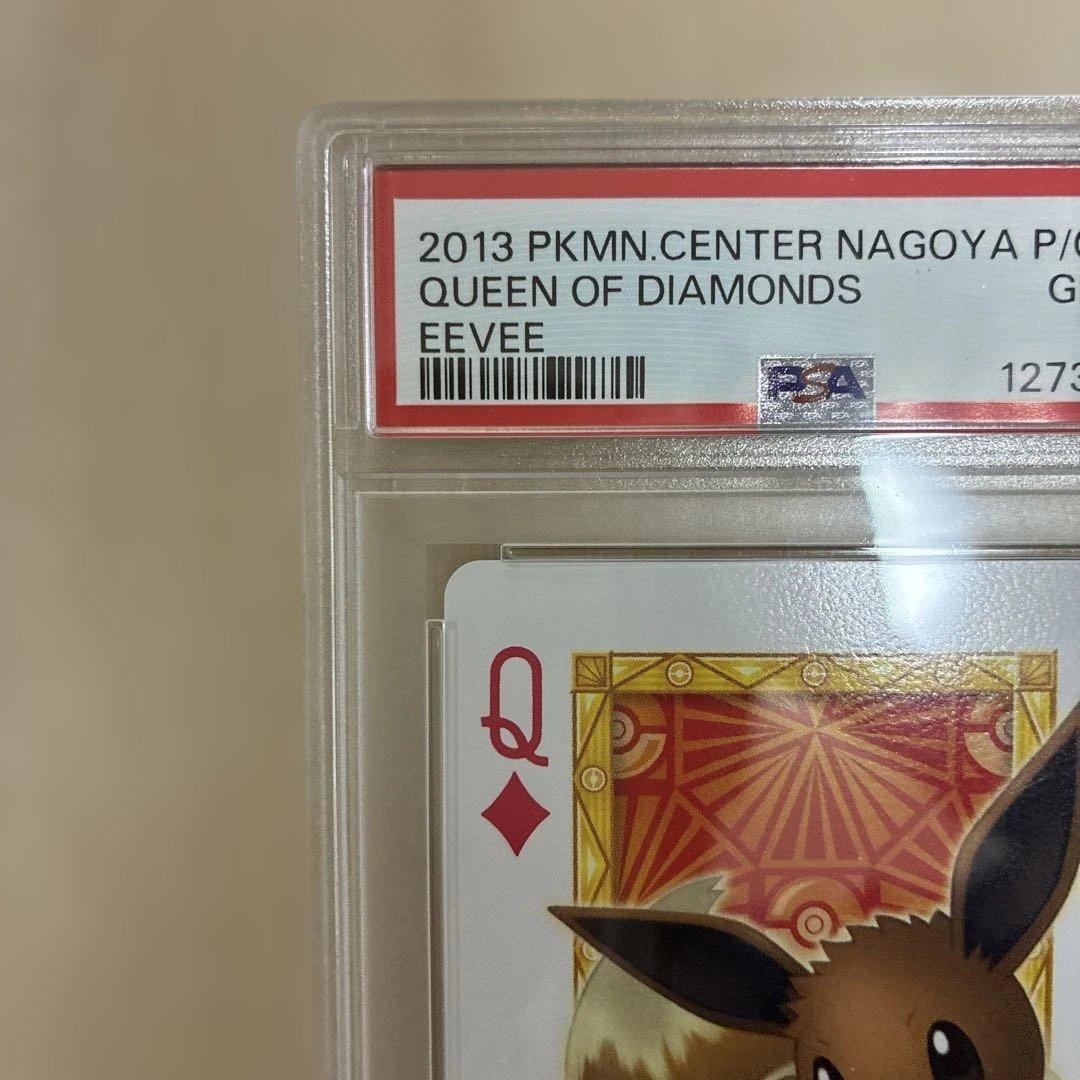 2013 PKMN.CENTER NAGOYA P/
QUEEN OF DIAMONDS G
EEVEE
PSA 1273
Q